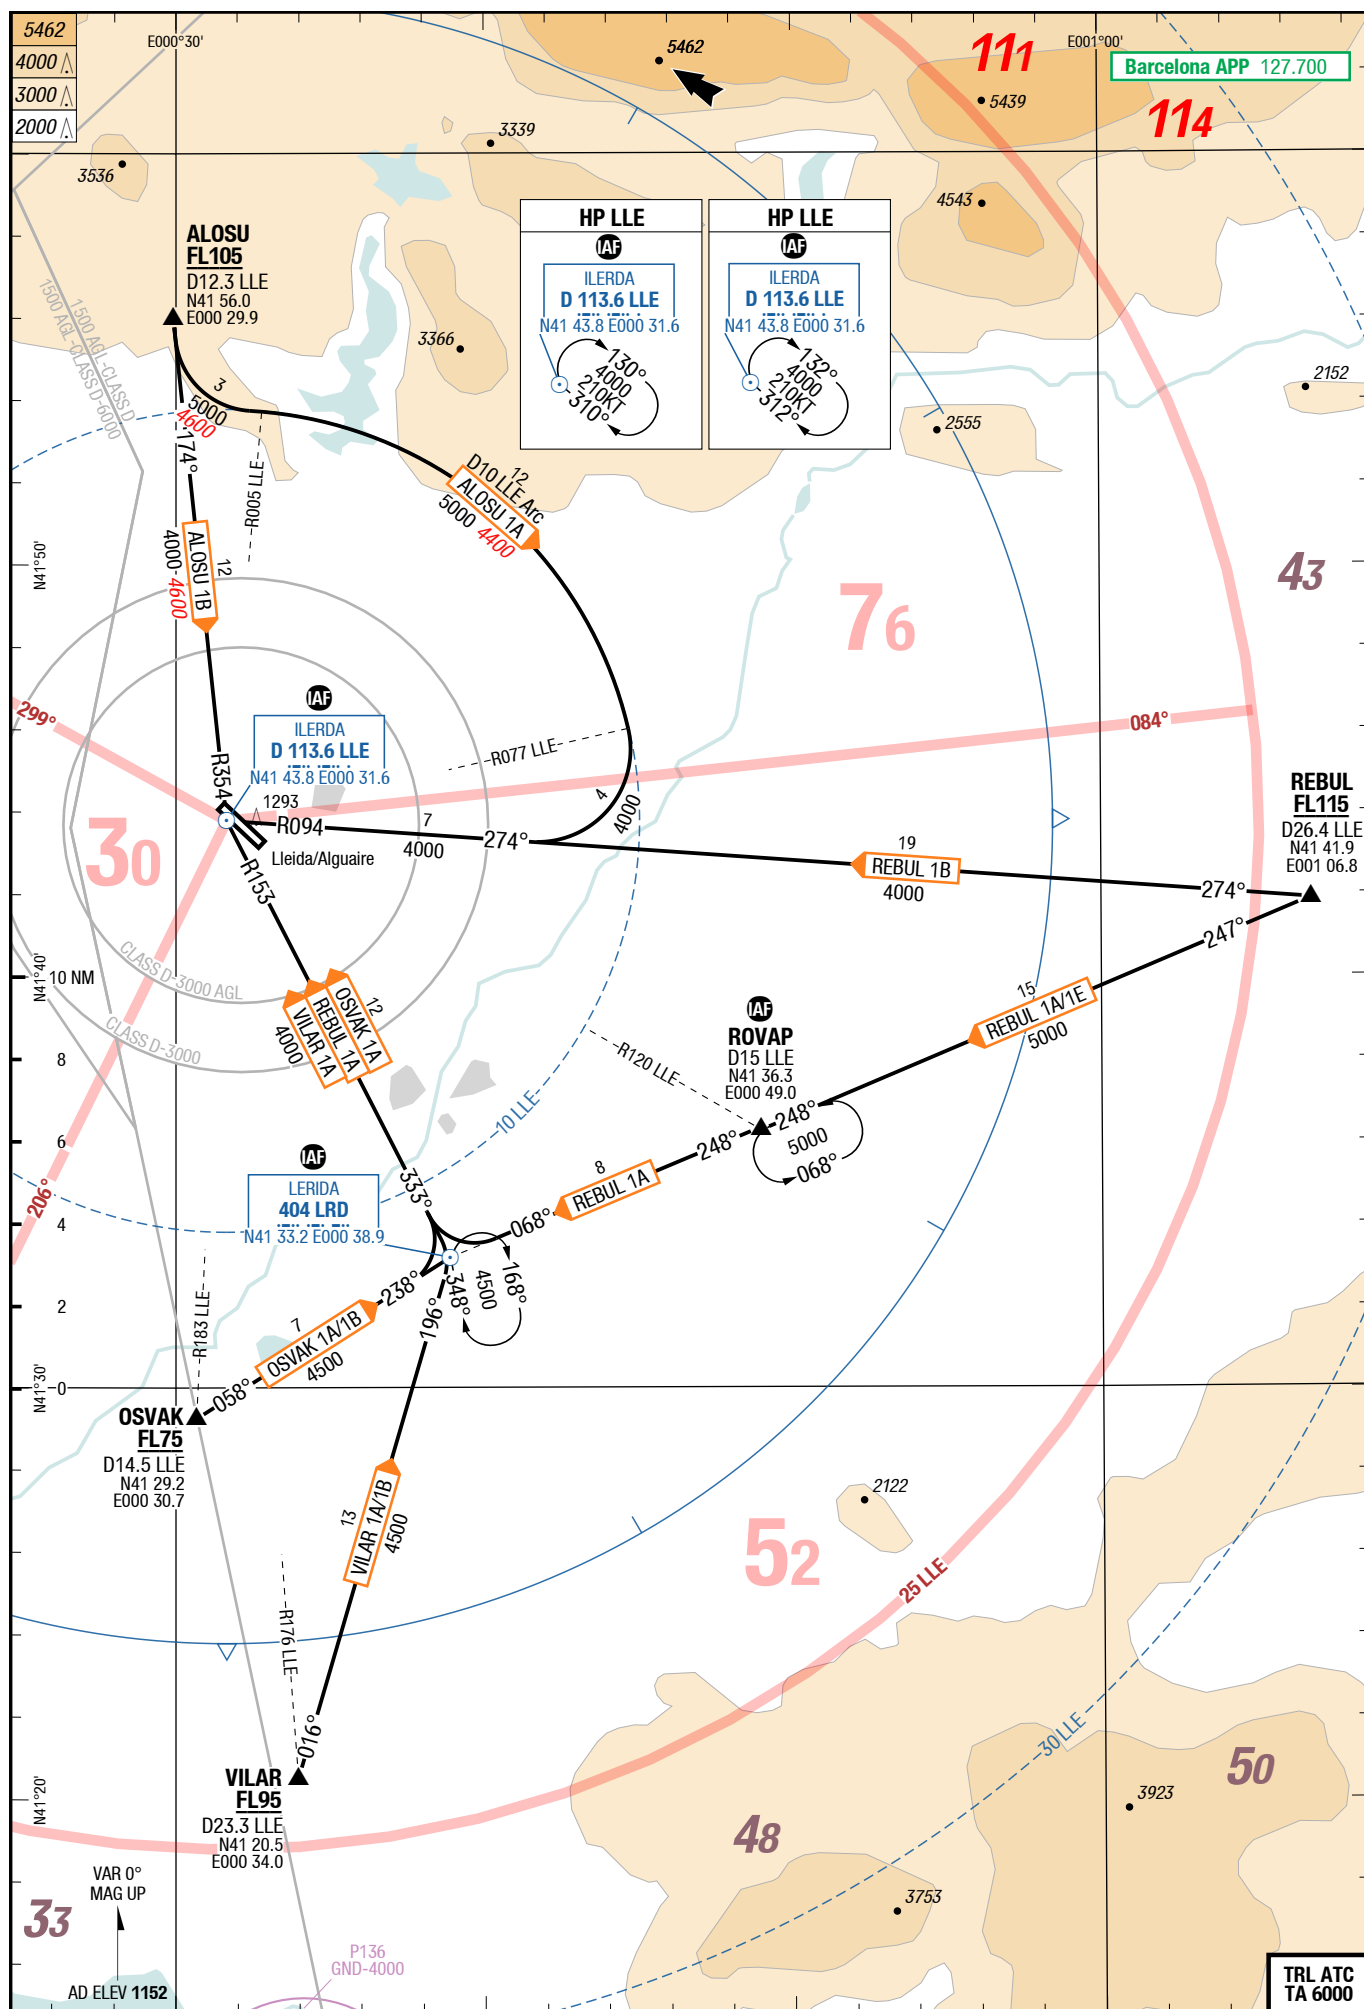 5462
4000
3000
2000
E000°30'
5462
111
E001°00'
Barcelona APP 127.700
5439
114
3339
3536
4543
ALOSU
FL105
D12.3 LLE
N41 56.0
E000 29.9
1500 AGL-CLASS D
1500 AGL-CLASS D-6000
HP LLE
IAF
ILERDA
D 113.6 LLE
N41 43.8 E000 31.6
130°
4000
210KT
310°
HP LLE
IAF
ILERDA
D 113.6 LLE
N41 43.8 E000 31.6
132°
4000
210KT
312°
3366
2152
2555
3
5000
4600
174°
R005 LLE
D10 LLE Arc
12
ALOSU 1A
5000 4400
ALOSU 1B
12
4000
4600
N41°50'
43
76
299°
084°
IAF
ILERDA
D 113.6 LLE
N41 43.8 E000 31.6
R354
R077 LLE
1293
R094
7
4000
274°
4
4000
Lleida/Alguaire
R153
30
19
REBUL 1B
4000
274°
REBUL
FL115
D26.4 LLE
N41 41.9
E001 06.8
247°
15
REBUL 1A/1E
5000
CLASS D-3000 AGL
CLASS D-3000
N41°40'
10 NM
8
6
4
2
0
12
OSVAK 1A
REBUL 1A
VILAR 1A
4000
IAF
ROVAP
D15 LLE
N41 36.3
E000 49.0
R120 LLE
10 LLE
248°
5000
068°
248°
8
REBUL 1A
068°
206°
333°
IAF
LERIDA
404 LRD
N41 33.2 E000 38.9
168°
4500
348°
196°
238°
7
OSVAK 1A/1B
4500
058°
R183 LLE
N41°30'
OSVAK
FL75
D14.5 LLE
N41 29.2
E000 30.7
2122
52
13
VILAR 1A/1B
4500
25 LLE
R176 LLE
016°
30 LLE
VILAR
FL95
D23.3 LLE
N41 20.5
E000 34.0
N41°20'
50
3923
48
3753
VAR 0°
MAG UP
33
AD ELEV 1152
P136
GND-4000
TRL ATC
TA 6000